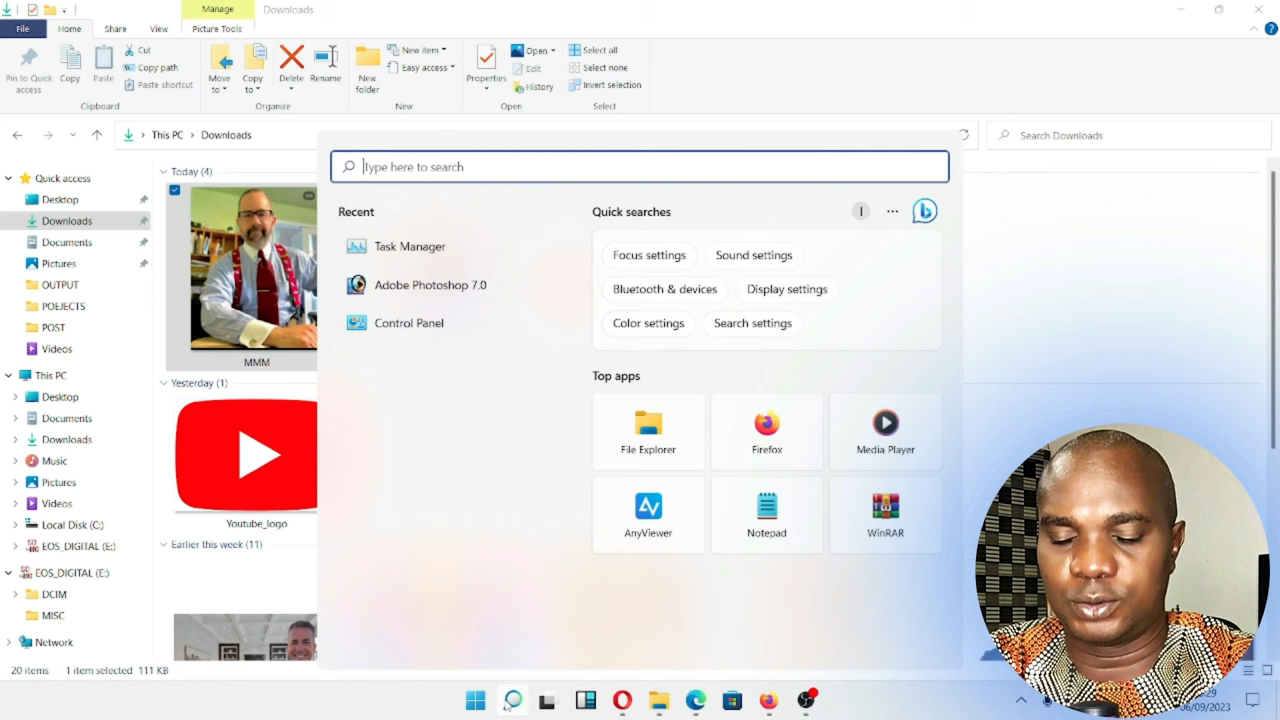 Manage
Downloads
File
Home
Share
View
Picture Tools
Pin to Quick
access
Copy
Paste
Cut
Copy path
Paste shortcut
Clipboard
Move
to
Copy
to
Delete
Rename
Organize
New
folder
New item
Easy access
New
Properties
Open
Edit
History
Open
Select all
Select none
Invert selection
Select
This PC
Downloads
Search Downloads
Quick access
Desktop
Downloads
Documents
Pictures
OUTPUT
POEJECTS
POST
Videos
This PC
Desktop
Documents
Downloads
Music
Pictures
Videos
Local Disk (C:)
EOS_DIGITAL (E:)
EOS_DIGITAL (E:)
DCIM
MISC
Network
Today (4)
MMM
Yesterday (1)
Youtube_logo
Earlier this week (11)
Type here to search
Recent
Task Manager
Adobe Photoshop 7.0
Control Panel
Quick searches
I
Focus settings
Sound settings
Bluetooth & devices
Display settings
Color settings
Search settings
Top apps
File Explorer
Firefox
Media Player
AnyViewer
Notepad
WinRAR
20 items
1 item selected 111 KB
06/09/2023